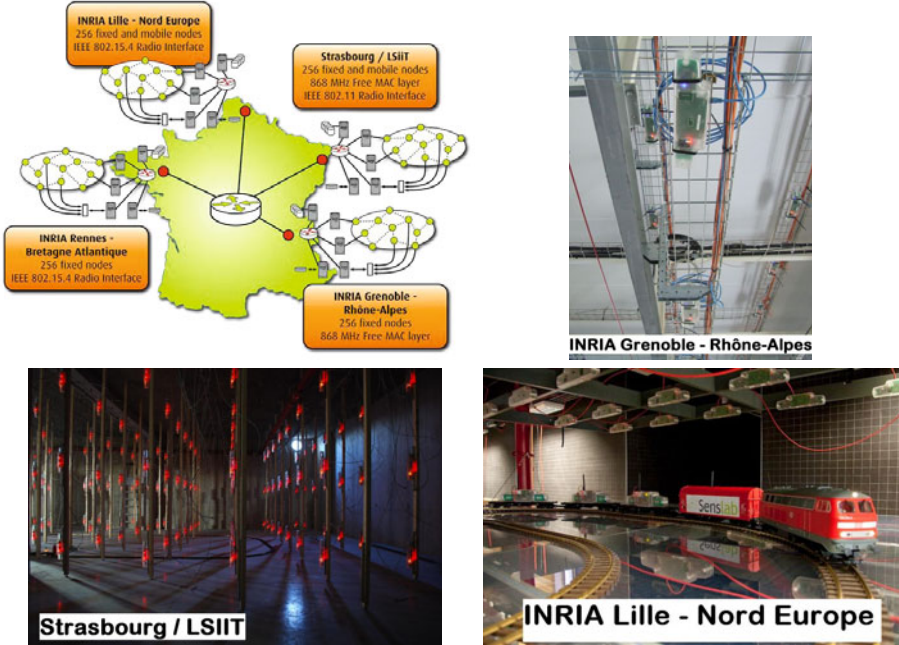 INRIA Lille - Nord Europe
256 fixed and mobile nodes
IEEE 802.15.4 Radio Interface
Strasbourg / LSiiT
256 fixed and mobile nodes
868 MHz Free MAC layer
IEEE 802.11 Radio Interface
INRIA Rennes -
Bretagne Atlantique
256 fixed nodes
IEEE 802.15.4 Radio Interface
INRIA Grenoble -
Rhône-Alpes
256 fixed nodes
868 MHz Free MAC layer
INRIA Grenoble - Rhône-Alpes
Strasbourg / LSIIT
Senslab
INRIA Lille - Nord Europe